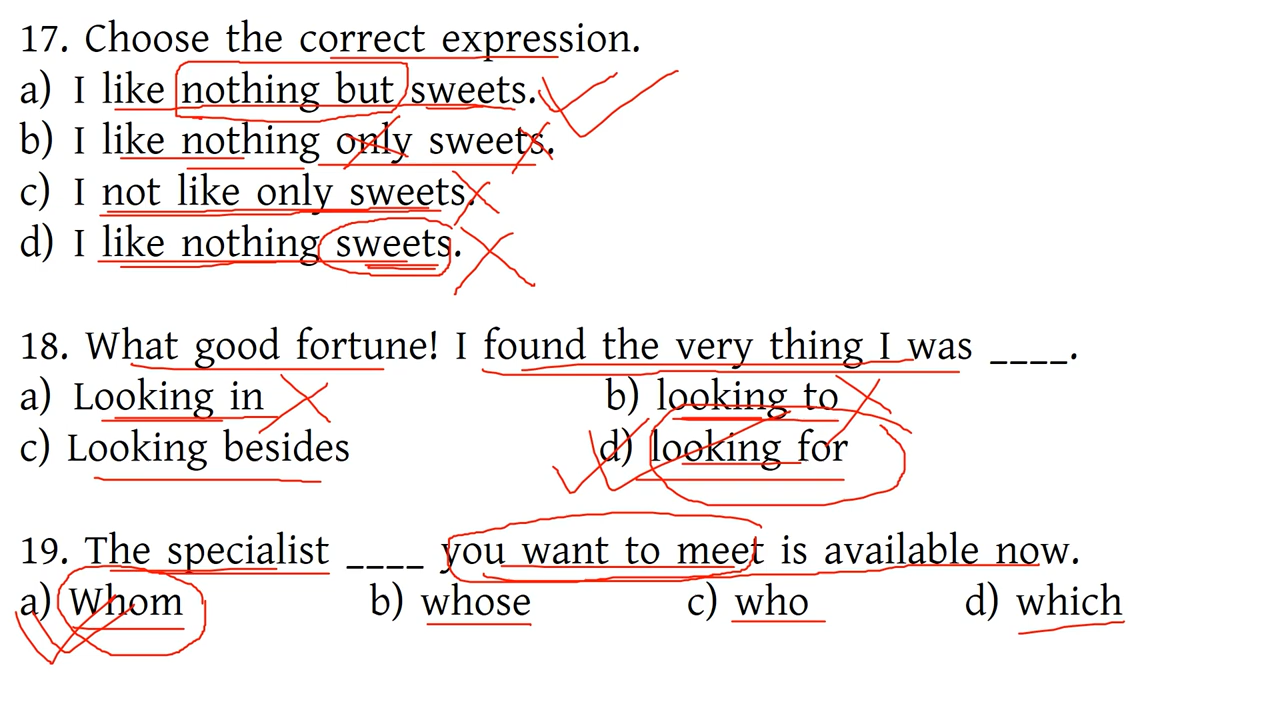 17. Choose the correct expression.
a) I like nothing but sweets.
b) I like nothing only sweets.
c) I not like only sweets.
d) I like nothing sweets.
18. What good fortune! I found the very thing I was ____.
a) Looking in b) looking to
c) Looking besides d) looking for
19. The specialist ____ you want to meet is available now.
a) Whom b) whose c) who d) which